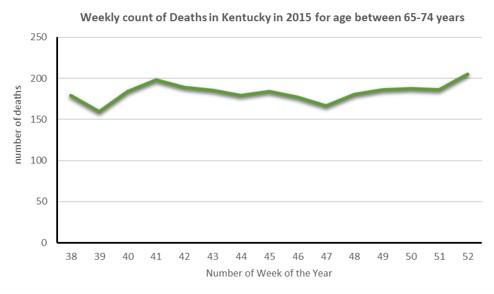 Weekly count of Deaths in Kentucky in 2015 for age between 65-74 years
250
200
150
100
50
0
number of deaths
38 39 40 41 42 43 44 45 46 47 48 49 50 51 52
Number of Week of the Year